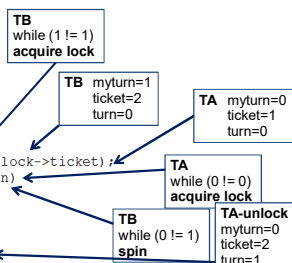 TB
while (1 != 1)
acquire lock
TB myturn=1
ticket=2
turn=0
TA myturn=0
ticket=1
turn=0
lock->ticket);
n)
TA
while (0 != 0)
acquire lock
TB
while (0 != 1)
spin
TA-unlock
myturn=0
ticket=2
turn=1